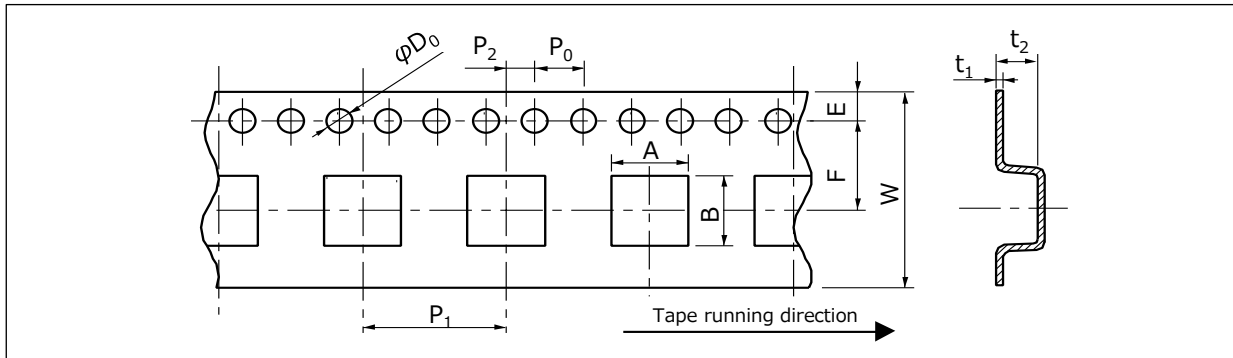 φD₀
P₂
P₀
t₂
t₁
E
A
F
W
B
P₁
Tape running direction